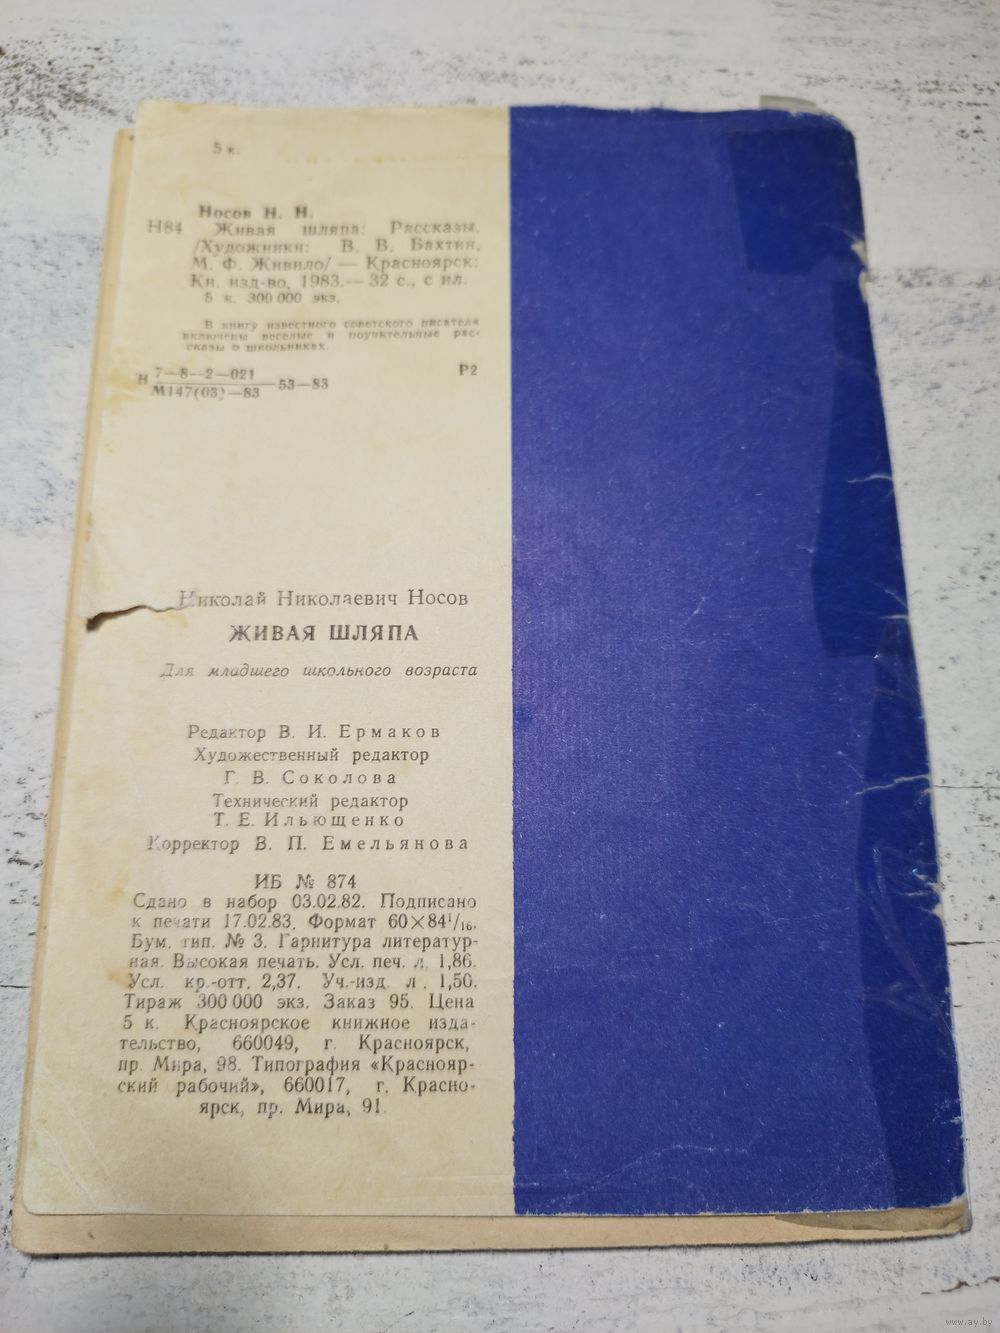 5 к.
Носов Н. Н.
Н84 Живая шляпа: Рассказы.
/Художники: В. В. Бахтин,
М. Ф. Живило/ — Красноярск:
Кн. изд-во, 1983.— 32 с., с ил.
5 к. 300 000 экз.
В книгу известного советского писателя
включены веселые и поучительные рас-
сказы о школьниках.
Н 7—8—2—021
М147(03)—83 53—83
Р2
Николай Николаевич Носов
ЖИВАЯ ШЛЯПА
Для младшего школьного возраста
Редактор В. И. Ермаков
Художественный редактор
Г. В. Соколова
Технический редактор
Т. Е. Ильющенко
Корректор В. П. Емельянова
ИБ № 874
Сдано в набор 03.02.82. Подписано
к печати 17.02.83. Формат 60×84¹/₁₆.
Бум. тип. № 3. Гарнитура литератур-
ная. Высокая печать. Усл. печ. л. 1,86.
Усл. кр.-отт. 2,37. Уч.-изд. л. 1,50.
Тираж 300 000 экз. Заказ 95. Цена
5 к. Красноярское книжное изда-
тельство, 660049, г. Красноярск,
пр. Мира, 98. Типография «Краснояр-
ский рабочий», 660017, г. Красно-
ярск, пр. Мира, 91.
www.ay.by